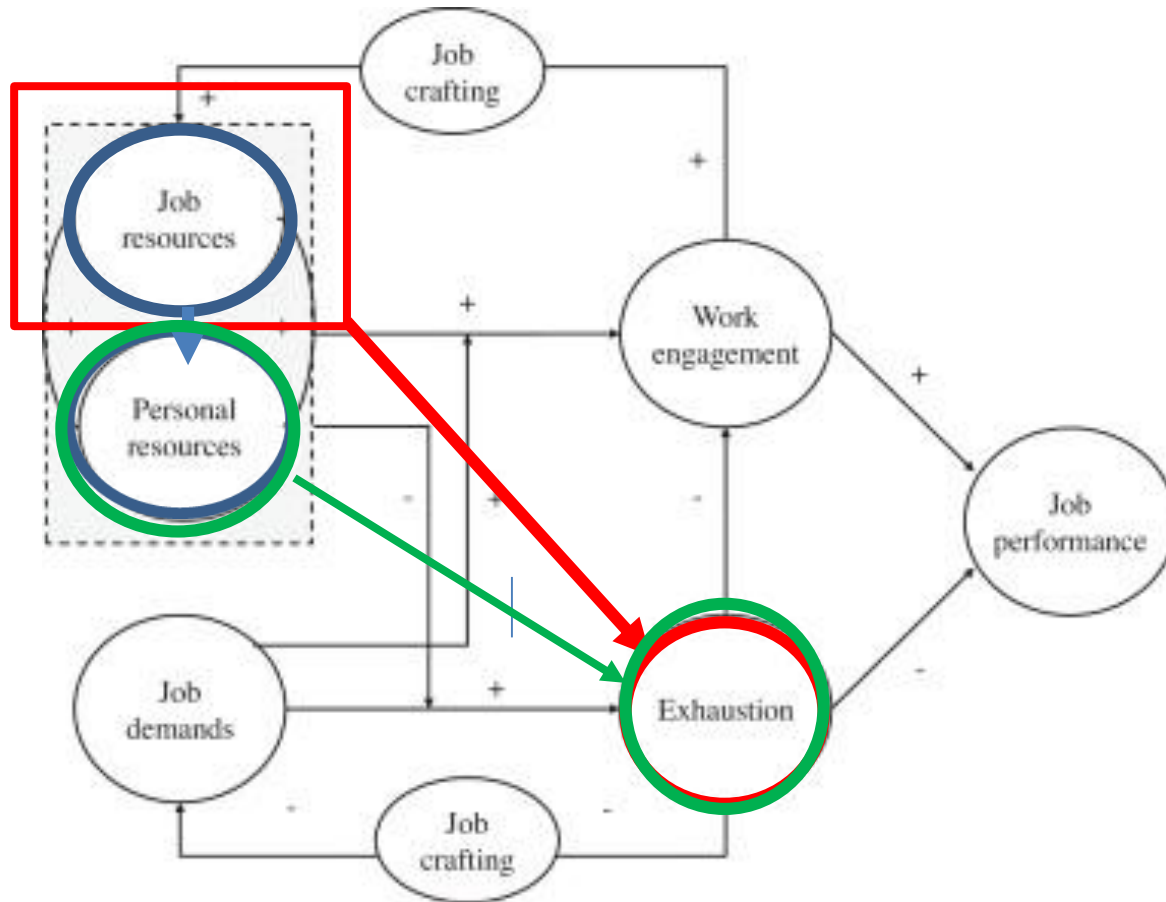 Job
crafting
+
+
Job
resources
+
+
+
Work
engagement
+
Personal
resources
-
+
-
Job
performance
Job
demands
+
Exhaustion
-
-
-
Job
crafting